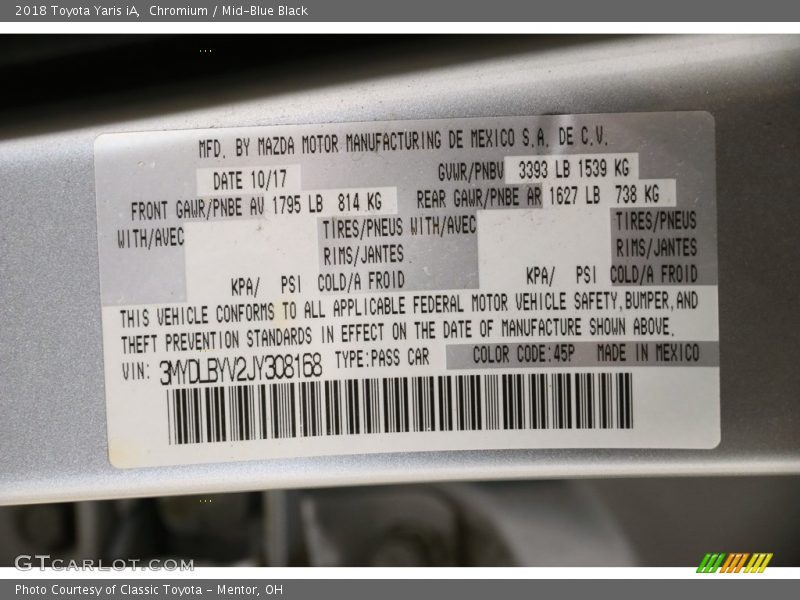 2018 Toyota Yaris iA, Chromium / Mid-Blue Black
MFD. BY MAZDA MOTOR MANUFACTURING DE MEXICO S.A. DE C.V.
DATE 10/17 GVWR/PNBV 3393 LB 1539 KG
FRONT GAWR/PNBE AV 1795 LB 814 KG REAR GAWR/PNBE AR 1627 LB 738 KG
WITH/AVEC TIRES/PNEUS WITH/AVEC TIRES/PNEUS
RIMS/JANTES RIMS/JANTES
KPA/ PSI COLD/A FROID KPA/ PSI COLD/A FROID
THIS VEHICLE CONFORMS TO ALL APPLICABLE FEDERAL MOTOR VEHICLE SAFETY, BUMPER, AND
THEFT PREVENTION STANDARDS IN EFFECT ON THE DATE OF MANUFACTURE SHOWN ABOVE.
VIN: 3MYDLBYV2JY308168 TYPE:PASS CAR COLOR CODE:45P MADE IN MEXICO
GTCARLOT.COM
Photo Courtesy of Classic Toyota - Mentor, OH